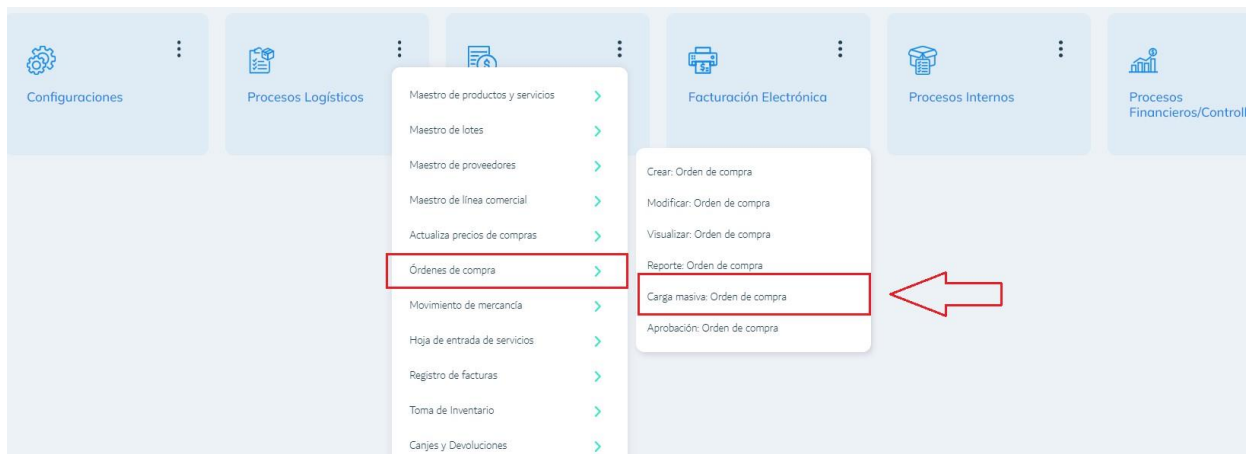 Configuraciones
Procesos Logísticos
Facturación Electrónica
Procesos Internos
Procesos
Financieros/Controll
Maestro de productos y servicios
Maestro de lotes
Maestro de proveedores
Maestro de línea comercial
Actualiza precios de compras
Órdenes de compra
Movimiento de mercancía
Hoja de entrada de servicios
Registro de facturas
Toma de Inventario
Canjes y Devoluciones
Crear: Orden de compra
Modificar: Orden de compra
Visualizar: Orden de compra
Reporte: Orden de compra
Carga masiva: Orden de compra
Aprobación: Orden de compra